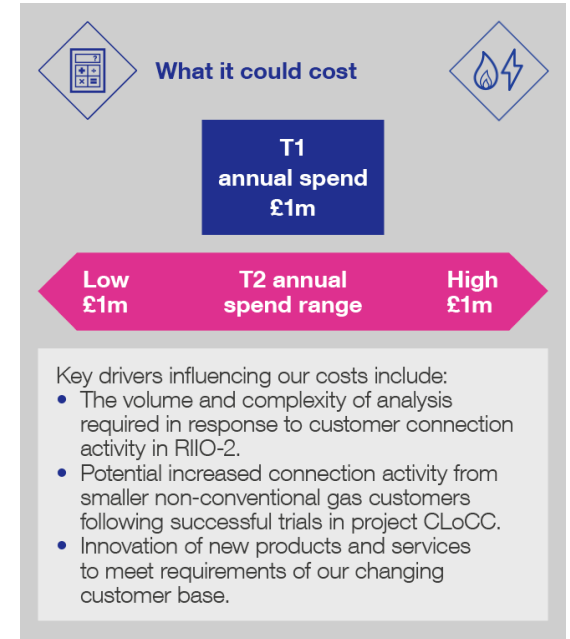 What it could cost
T1
annual spend
£1m
Low
£1m
T2 annual
spend range
High
£1m
Key drivers influencing our costs include:
• The volume and complexity of analysis
required in response to customer connection
activity in RIIO-2.
• Potential increased connection activity from
smaller non-conventional gas customers
following successful trials in project CLoCC.
• Innovation of new products and services
to meet requirements of our changing
customer base.